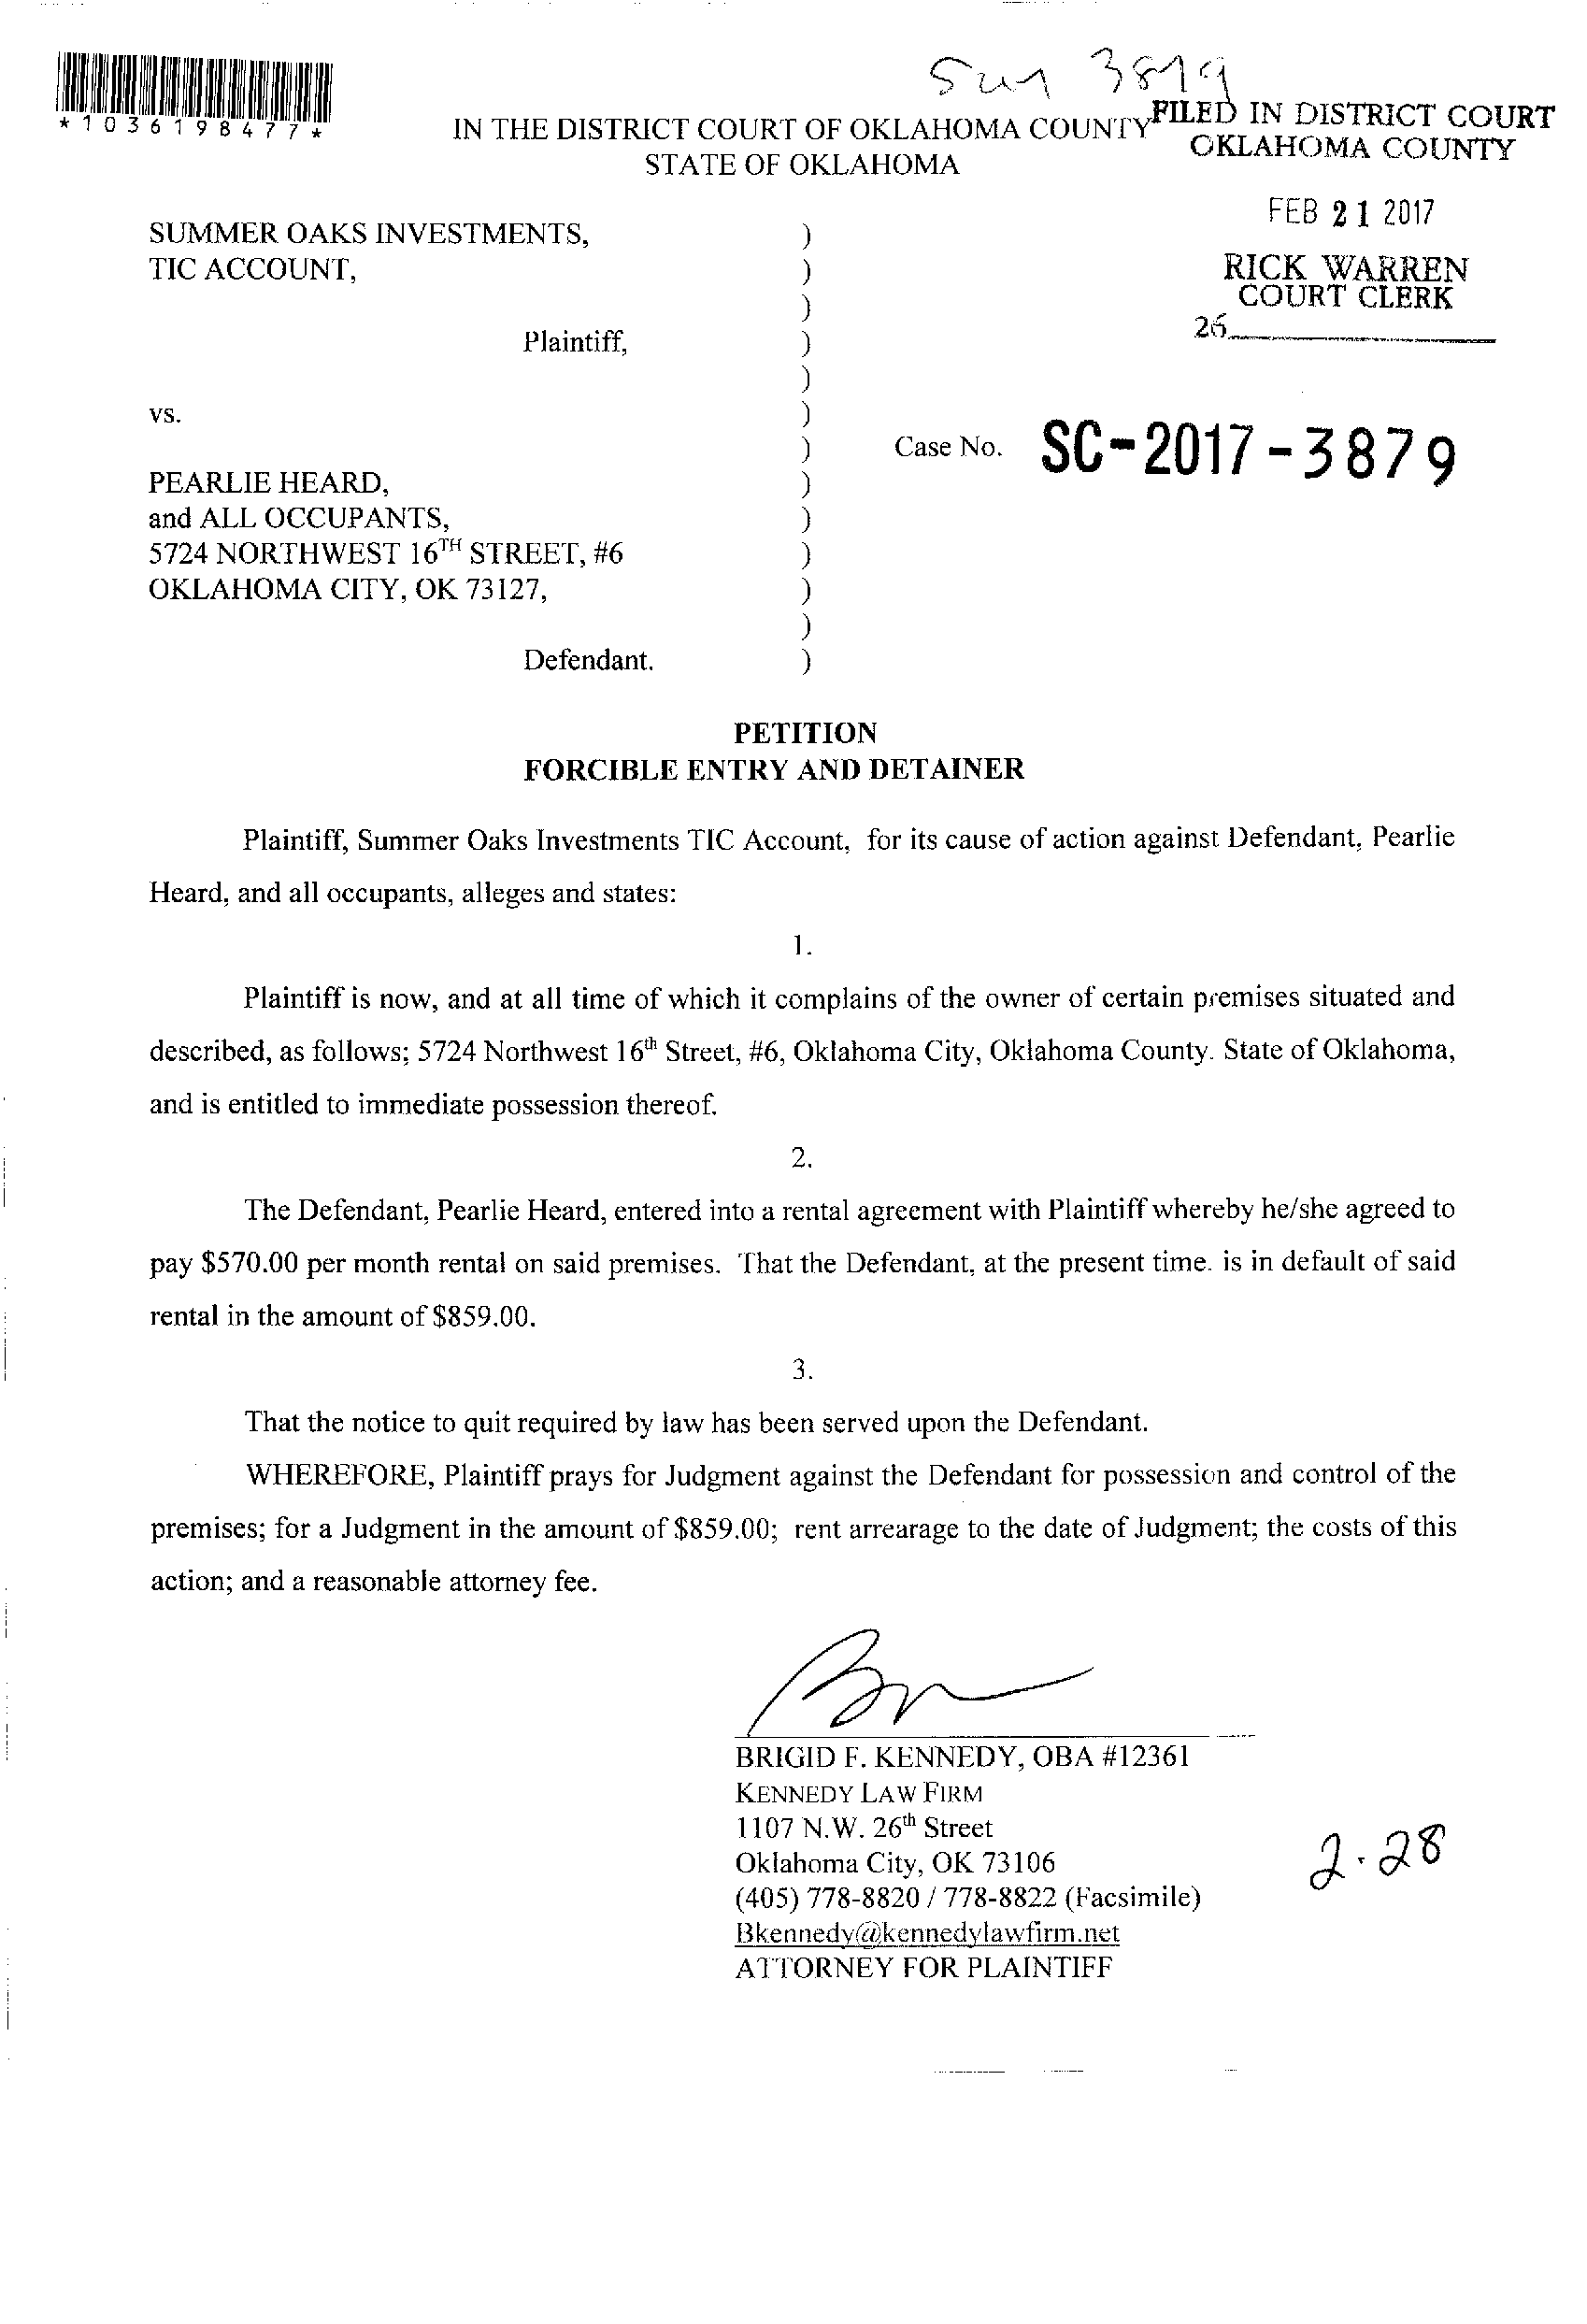 *1036198477*
3879
IN THE DISTRICT COURT OF OKLAHOMA COUNTY
STATE OF OKLAHOMA
FILED IN DISTRICT COURT
OKLAHOMA COUNTY
FEB 21 2017
RICK WARREN
COURT CLERK
26
SUMMER OAKS INVESTMENTS, )
TIC ACCOUNT, )
)
Plaintiff, )
)
vs. )
) Case No. SC-2017-3879
PEARLIE HEARD, )
and ALL OCCUPANTS, )
5724 NORTHWEST 16TH STREET, #6 )
OKLAHOMA CITY, OK 73127, )
)
Defendant. )
PETITION
FORCIBLE ENTRY AND DETAINER
Plaintiff, Summer Oaks Investments TIC Account, for its cause of action against Defendant, Pearlie
Heard, and all occupants, alleges and states:
1.
Plaintiff is now, and at all time of which it complains of the owner of certain premises situated and
described, as follows: 5724 Northwest 16th Street, #6, Oklahoma City, Oklahoma County. State of Oklahoma,
and is entitled to immediate possession thereof.
2.
The Defendant, Pearlie Heard, entered into a rental agreement with Plaintiff whereby he/she agreed to
pay $570.00 per month rental on said premises. That the Defendant, at the present time. is in default of said
rental in the amount of $859.00.
3.
That the notice to quit required by law has been served upon the Defendant.
WHEREFORE, Plaintiff prays for Judgment against the Defendant for possession and control of the
premises; for a Judgment in the amount of $859.00; rent arrearage to the date of Judgment; the costs of this
action; and a reasonable attorney fee.
BRIGID F. KENNEDY, OBA #12361
KENNEDY LAW FIRM
1107 N.W. 26th Street
Oklahoma City, OK 73106
(405) 778-8820 / 778-8822 (Facsimile)
Bkennedy@kennedylawfirm.net
ATTORNEY FOR PLAINTIFF
2.28